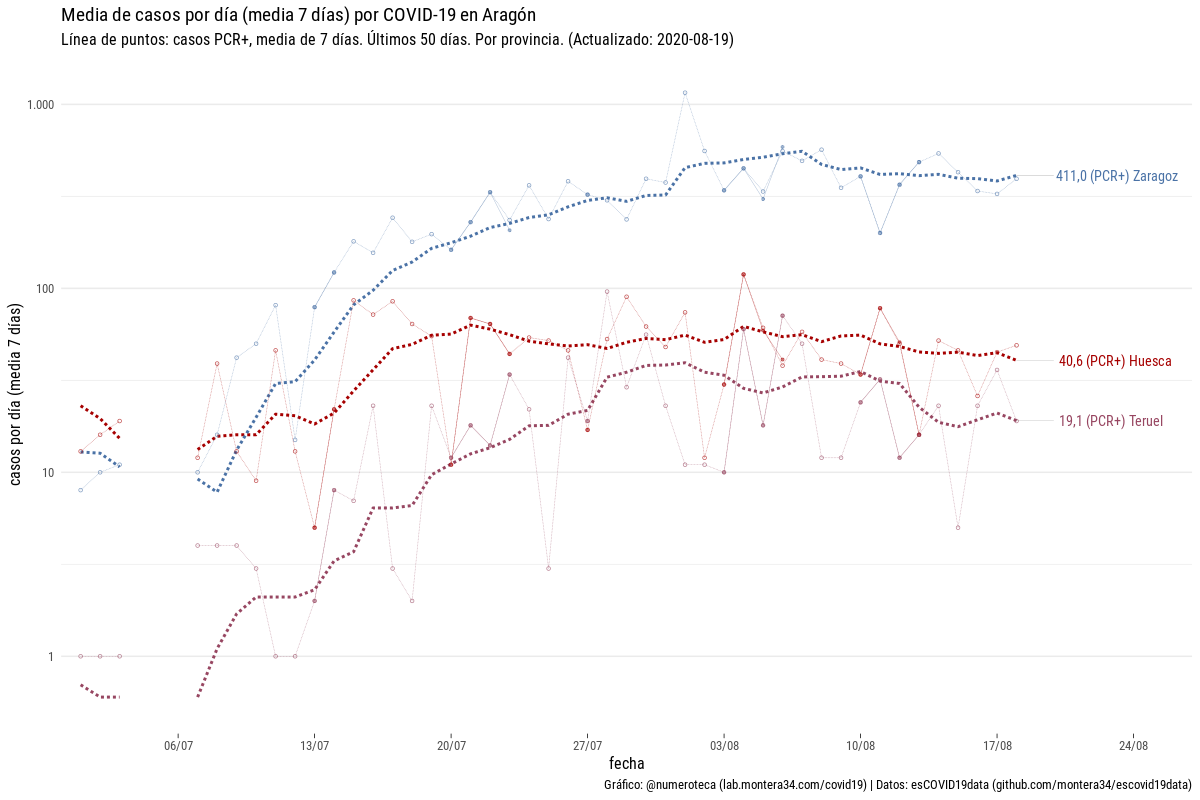 Media de casos por día (media 7 días) por COVID-19 en Aragón
Línea de puntos: casos PCR+, media de 7 días. Últimos 50 días. Por provincia. (Actualizado: 2020-08-19)
casos por día (media 7 días)
1.000
100
10
1
411,0 (PCR+) Zaragoz
40,6 (PCR+) Huesca
19,1 (PCR+) Teruel
06/07
13/07
20/07
27/07
03/08
10/08
17/08
24/08
fecha
Gráfico: @numeroteca (lab.montera34.com/covid19) | Datos: esCOVID19data (github.com/montera34/escovid19data)